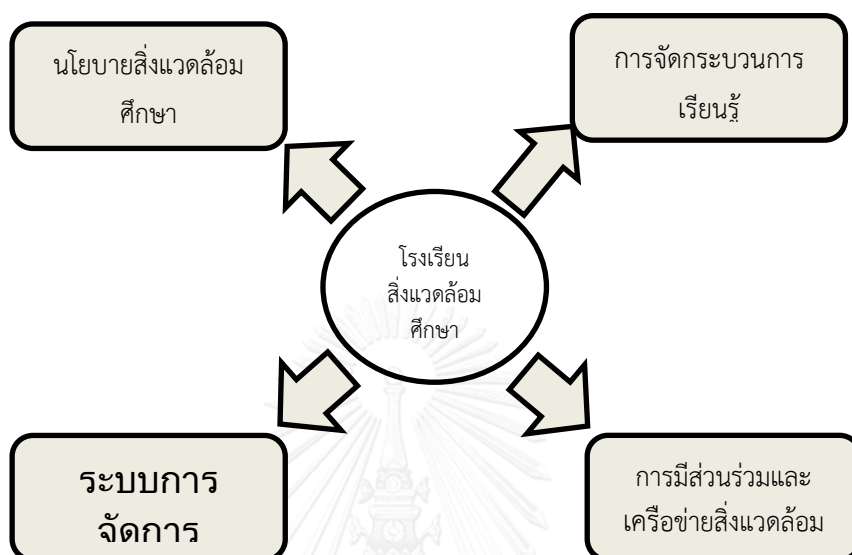 นโยบายสิ่งแวดล้อม
ศึกษา
การจัดกระบวนการ
เรียนรู้
โรงเรียน
สิ่งแวดล้อม
ศึกษา
ระบบการ
จัดการ
การมีส่วนร่วมและ
เครือข่ายสิ่งแวดล้อม